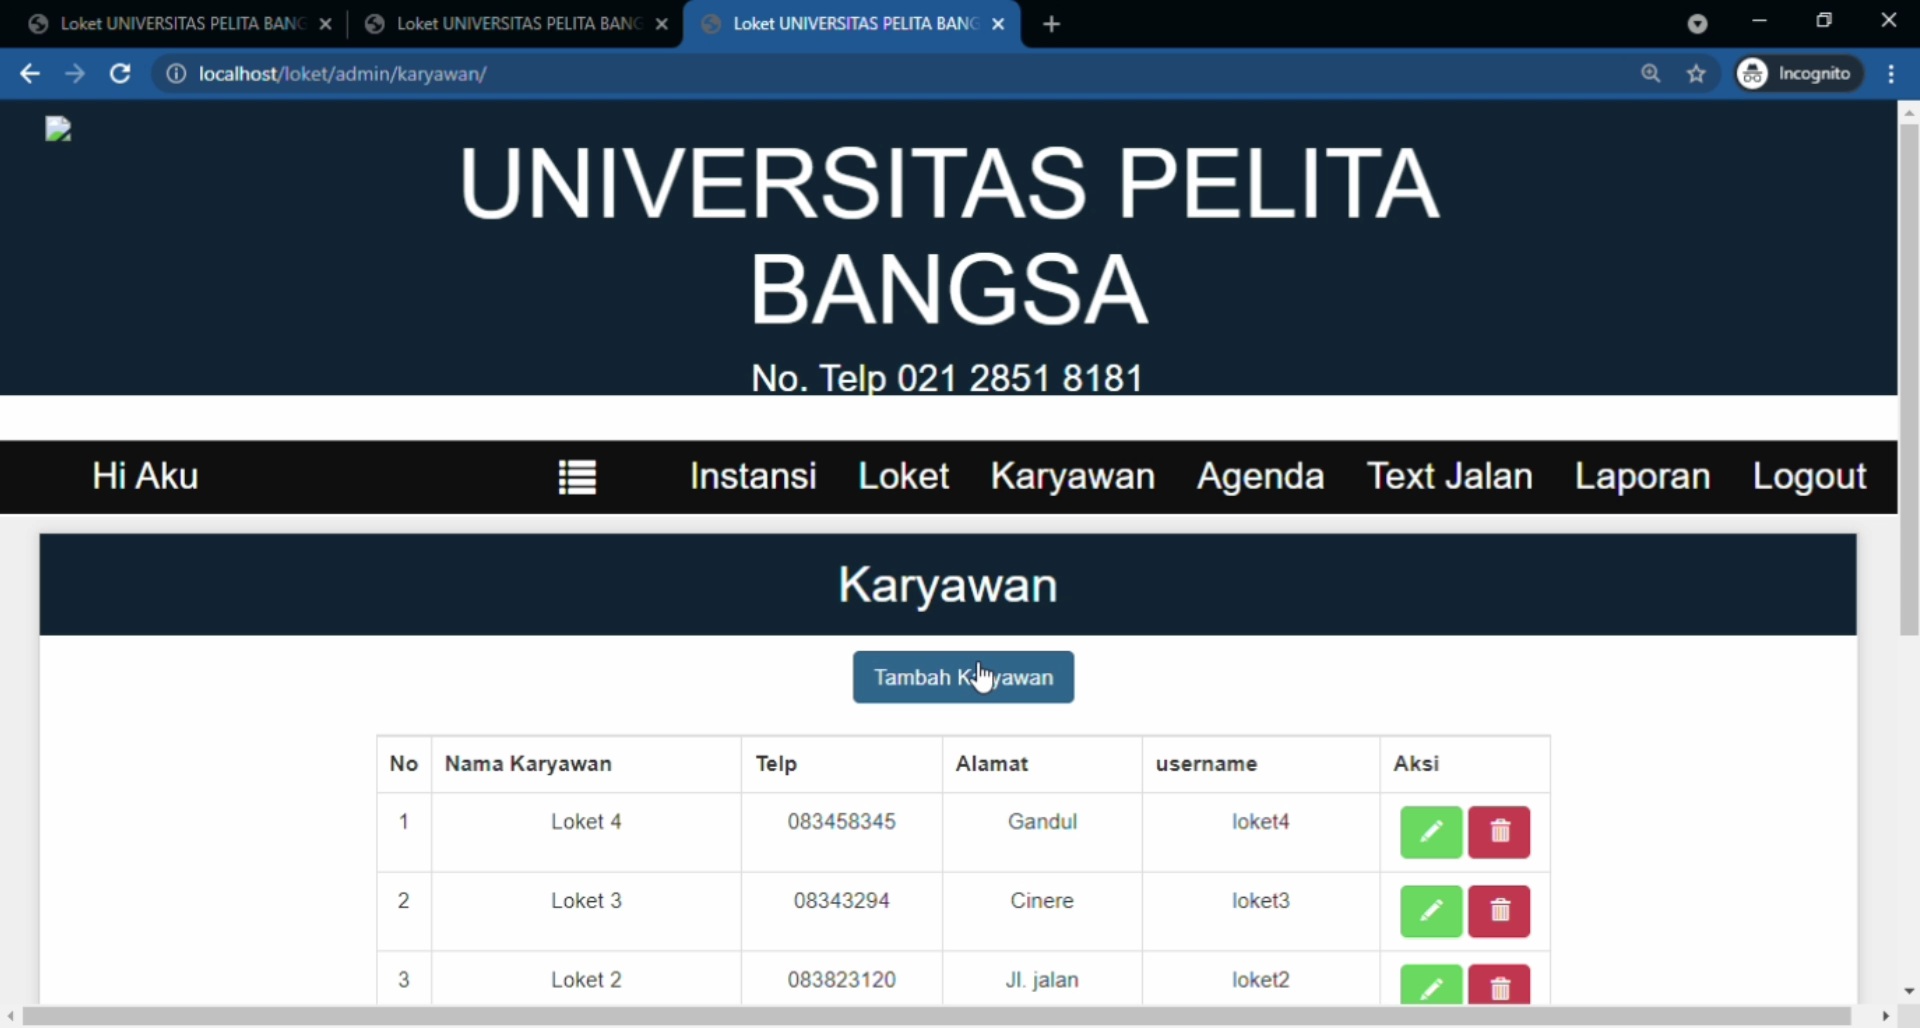 Loket UNIVERSITAS PELITA BANG
Loket UNIVERSITAS PELITA BANG
Loket UNIVERSITAS PELITA BANG
localhost/loket/admin/karyawan/
Incognito
UNIVERSITAS PELITA
BANGSA
No. Telp 021 2851 8181
Hi Aku Instansi Loket Karyawan Agenda Text Jalan Laporan Logout
Karyawan
Tambah Karyawan
No Nama Karyawan Telp Alamat username Aksi
1 Loket 4 083458345 Gandul loket4
2 Loket 3 08343294 Cinere loket3
3 Loket 2 083823120 Jl. jalan loket2